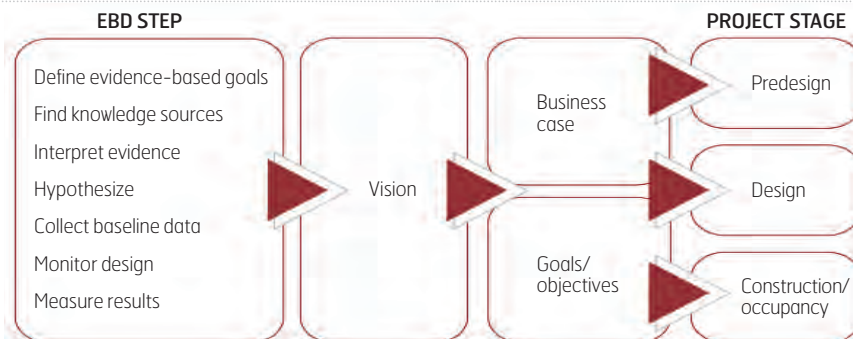 EBD STEP
PROJECT STAGE
Define evidence-based goals
Find knowledge sources
Interpret evidence
Hypothesize
Collect baseline data
Monitor design
Measure results
Vision
Business
case
Goals/
objectives
Predesign
Design
Construction/
occupancy